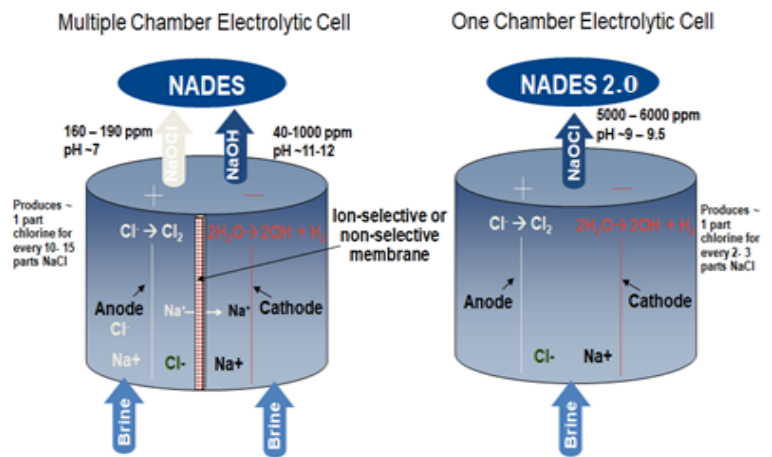 Multiple Chamber Electrolytic Cell
NADES
160 – 190 ppm
pH ~7
NaOCl
NaOH
40-1000 ppm
pH ~11-12
Produces ~
1 part
chlorine for
every 10- 15
parts NaCl
+
−
Cl⁻ → Cl₂
2H₂O→2OH⁻ + H₂
Ion-selective or
non-selective
membrane
Anode
Cathode
Na⁺
Na⁺
Cl⁻
Na+
Cl-
Na+
Brine
Brine
One Chamber Electrolytic Cell
NADES 2.0
5000 – 6000 ppm
pH ~9 – 9.5
NaOCl
+
−
Cl⁻ → Cl₂
2H₂O→2OH⁻ + H₂
Produces ~
1 part
chlorine for
every 2- 3
parts NaCl
Anode
Cathode
Cl-
Na+
Brine